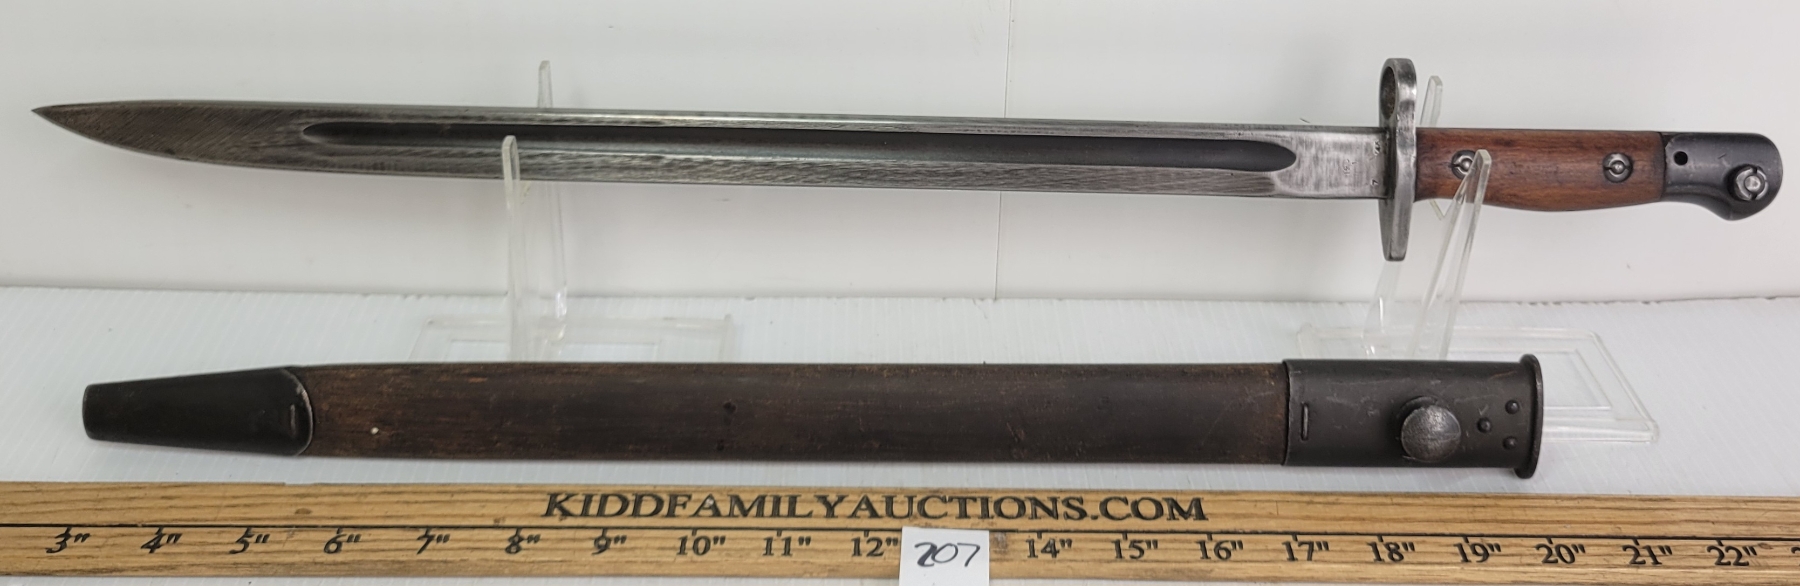 KIDDFAMILYAUCTIONS.COM
3" 4" 5" 6" 7" 8" 9" 10" 11" 12" 14" 15" 16" 17" 18" 19" 20" 21" 22"
207